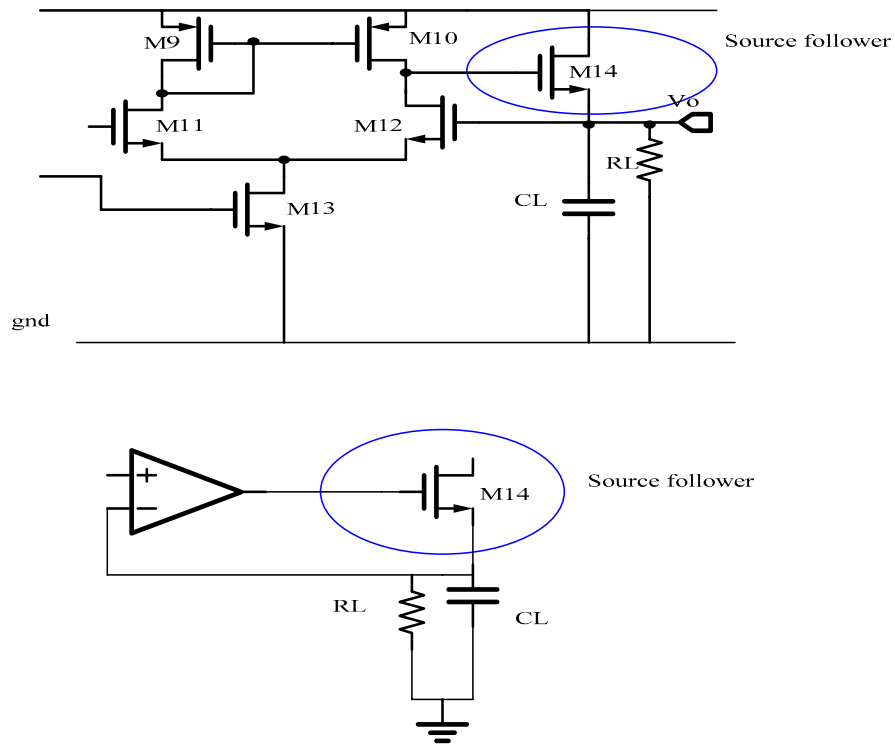 M9
M10
Source follower
M14
Vo
M11
M12
RL
CL
M13
gnd
Source follower
M14
RL
CL